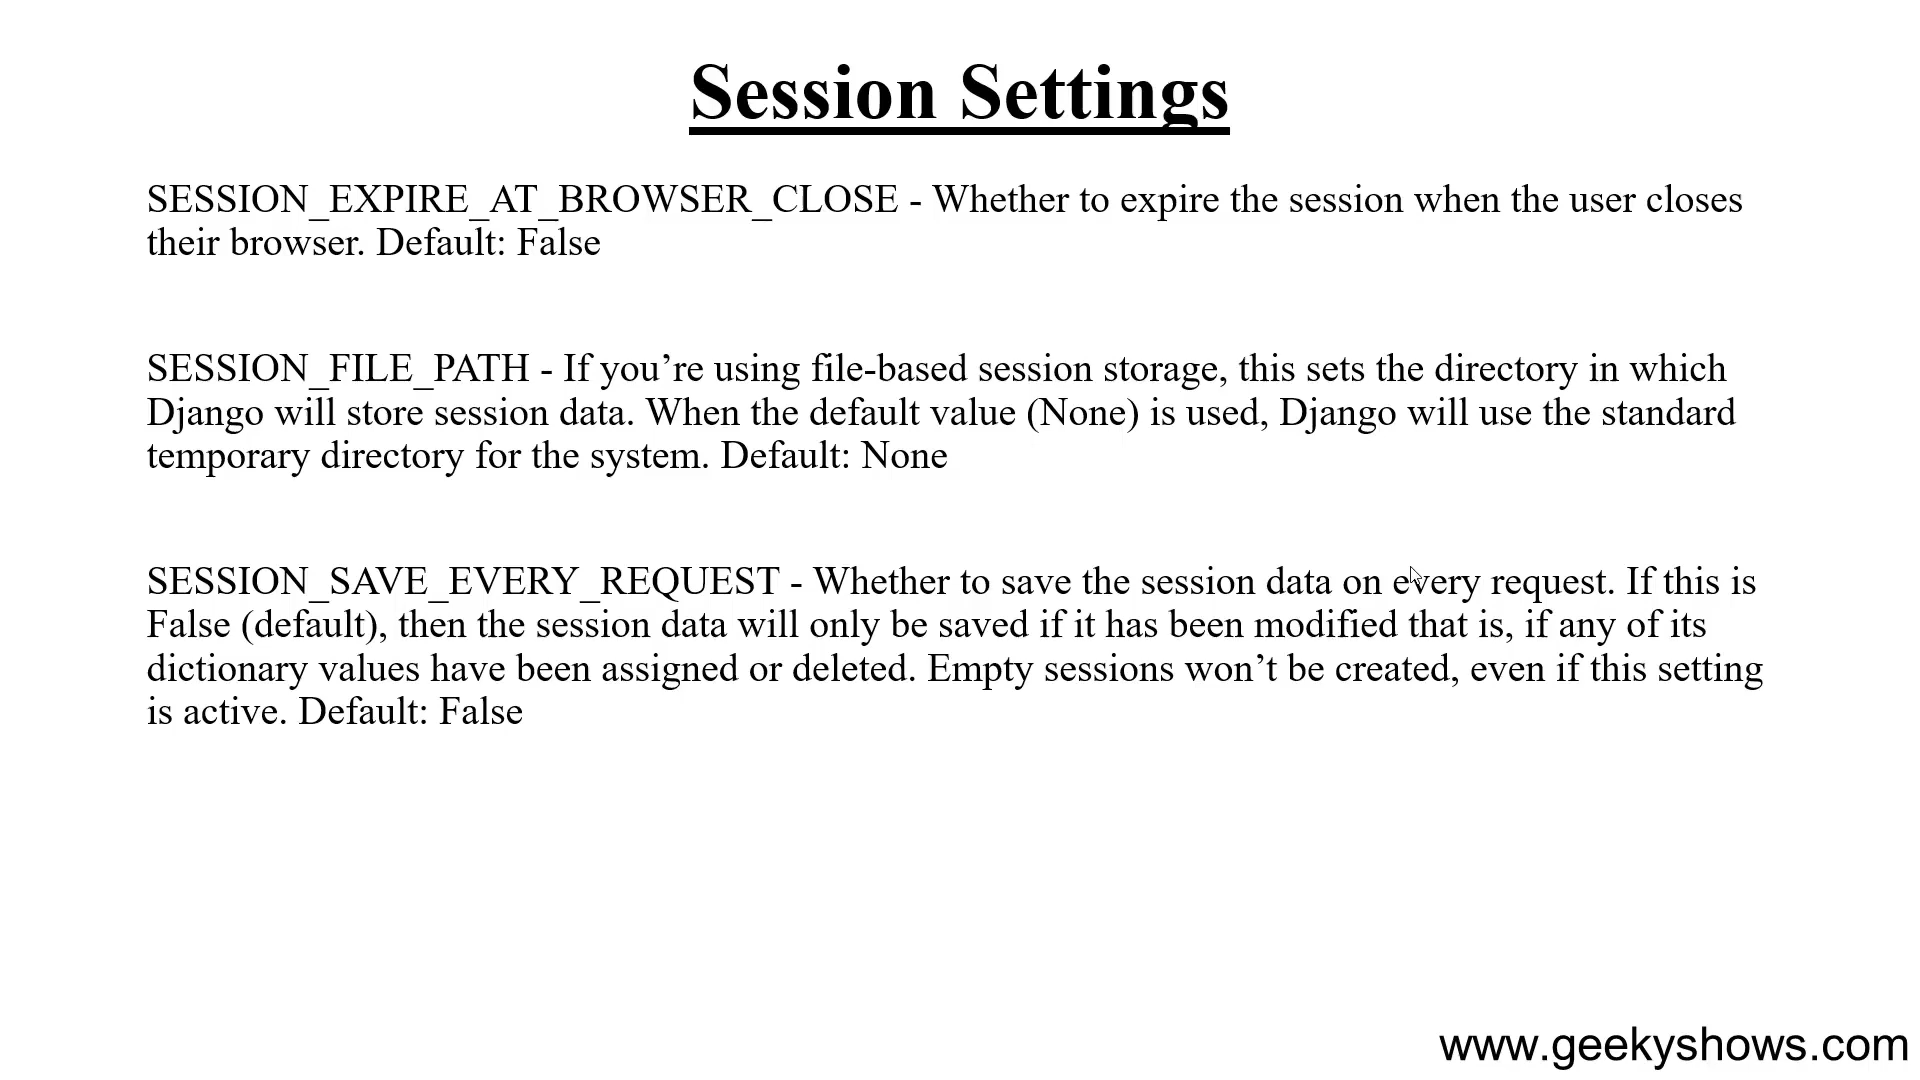 Session Settings
SESSION_EXPIRE_AT_BROWSER_CLOSE - Whether to expire the session when the user closes
their browser. Default: False
SESSION_FILE_PATH - If you’re using file-based session storage, this sets the directory in which
Django will store session data. When the default value (None) is used, Django will use the standard
temporary directory for the system. Default: None
SESSION_SAVE_EVERY_REQUEST - Whether to save the session data on every request. If this is
False (default), then the session data will only be saved if it has been modified that is, if any of its
dictionary values have been assigned or deleted. Empty sessions won’t be created, even if this setting
is active. Default: False
www.geekyshows.com